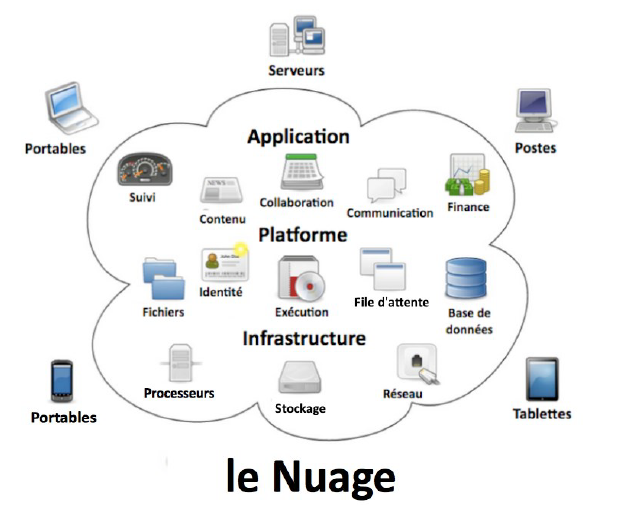 Serveurs
Portables
Postes
Application
Suivi
Contenu
Collaboration
Communication
Finance
Platforme
Fichiers
Identité
Exécution
File d'attente
Base de
données
Infrastructure
Processeurs
Stockage
Réseau
Portables
Tablettes
le Nuage